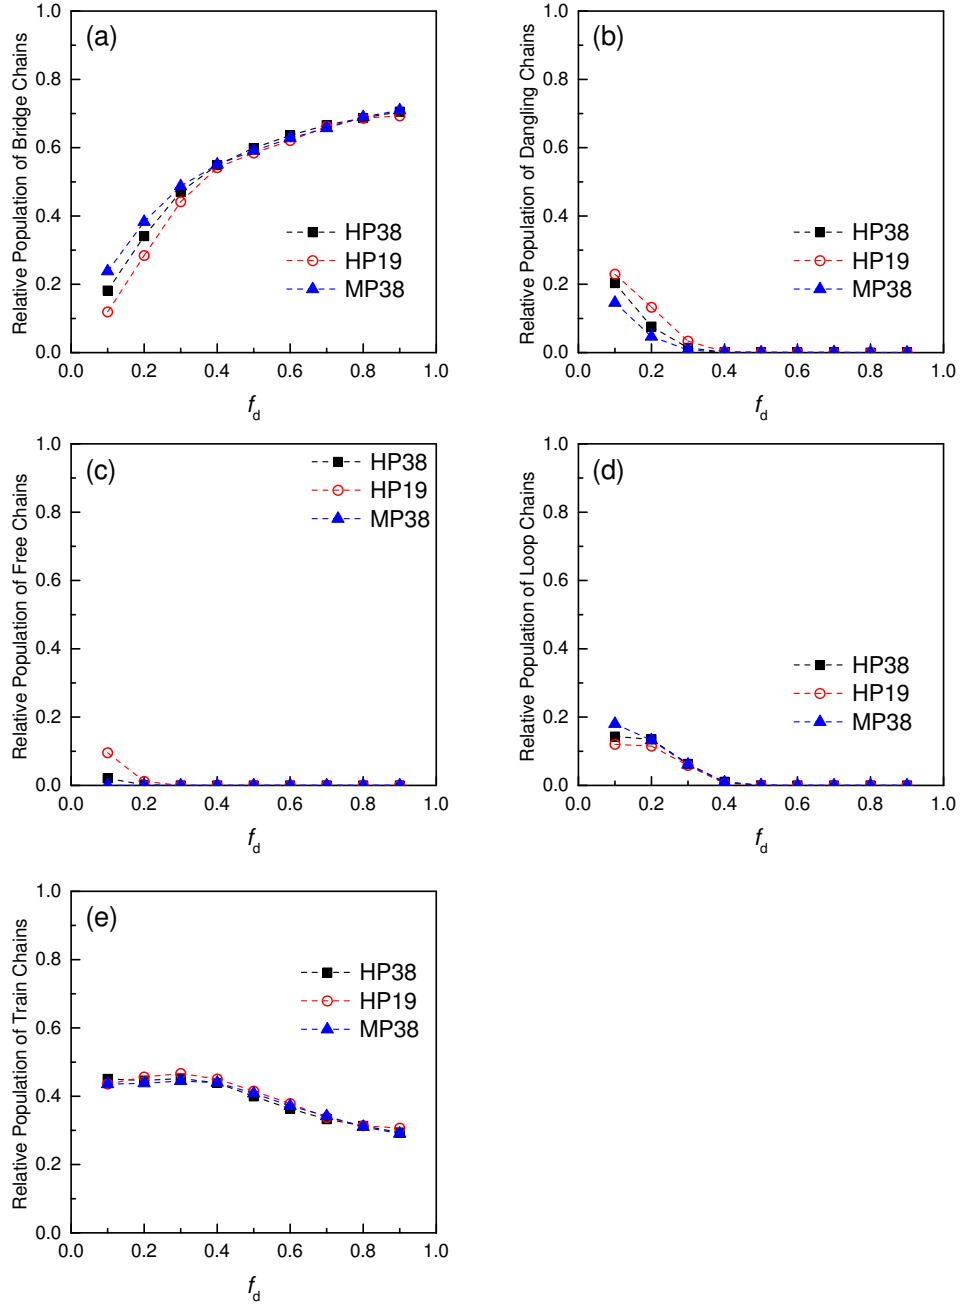 (a)
Relative Population of Bridge Chains
1.0
0.8
0.6
0.4
0.2
0.0
HP38
HP19
MP38
0.0 0.2 0.4 0.6 0.8 1.0
fd
(b)
Relative Population of Dangling Chains
1.0
0.8
0.6
0.4
0.2
0.0
HP38
HP19
MP38
0.0 0.2 0.4 0.6 0.8 1.0
fd
(c)
Relative Population of Free Chains
1.0
0.8
0.6
0.4
0.2
0.0
HP38
HP19
MP38
0.0 0.2 0.4 0.6 0.8 1.0
fd
(d)
Relative Population of Loop Chains
1.0
0.8
0.6
0.4
0.2
0.0
HP38
HP19
MP38
0.0 0.2 0.4 0.6 0.8 1.0
fd
(e)
Relative Population of Train Chains
1.0
0.8
0.6
0.4
0.2
0.0
HP38
HP19
MP38
0.0 0.2 0.4 0.6 0.8 1.0
fd